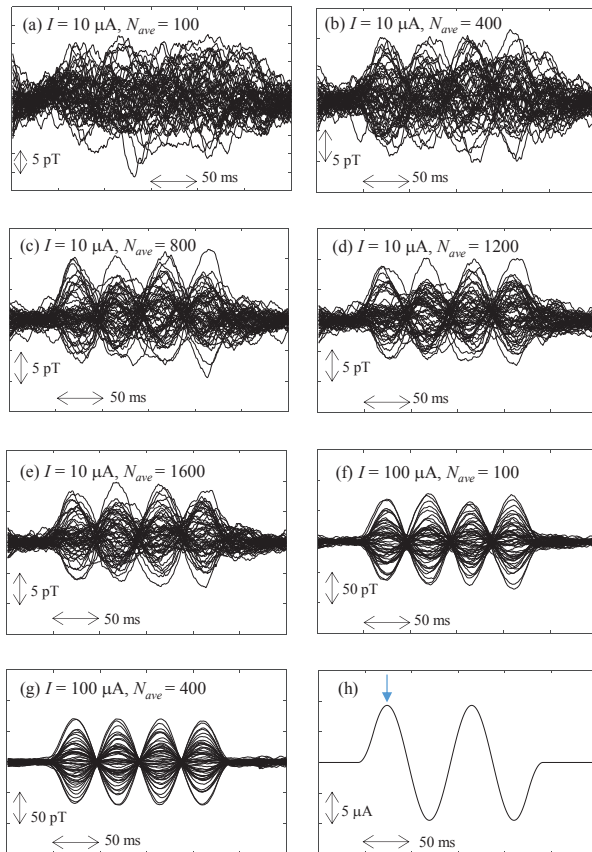 (a) I = 10 μA, Nave = 100
5 pT
50 ms
(b) I = 10 μA, Nave = 400
5 pT
50 ms
(c) I = 10 μA, Nave = 800
5 pT
50 ms
(d) I = 10 μA, Nave = 1200
5 pT
50 ms
(e) I = 10 μA, Nave = 1600
5 pT
50 ms
(f) I = 100 μA, Nave = 100
50 pT
50 ms
(g) I = 100 μA, Nave = 400
50 pT
50 ms
(h)
5 μA
50 ms